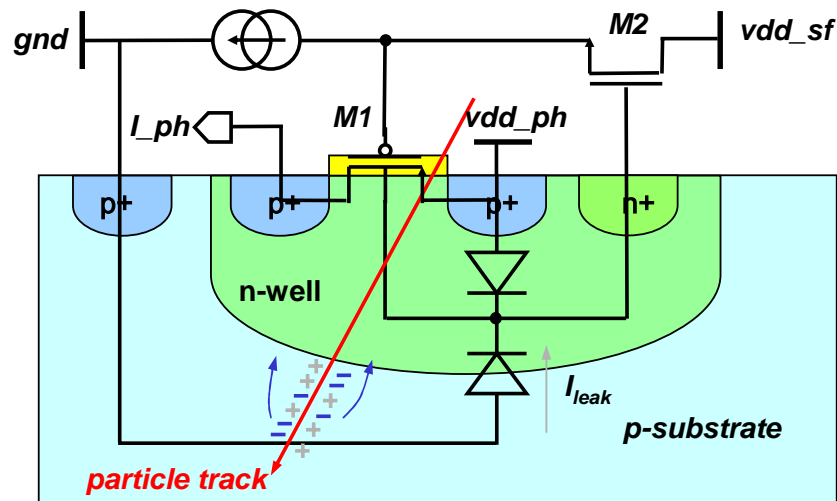 M2
gnd
vdd_sf
I_ph
M1
vdd_ph
p+
p+
p+
n+
n-well
I_leak
p-substrate
particle track